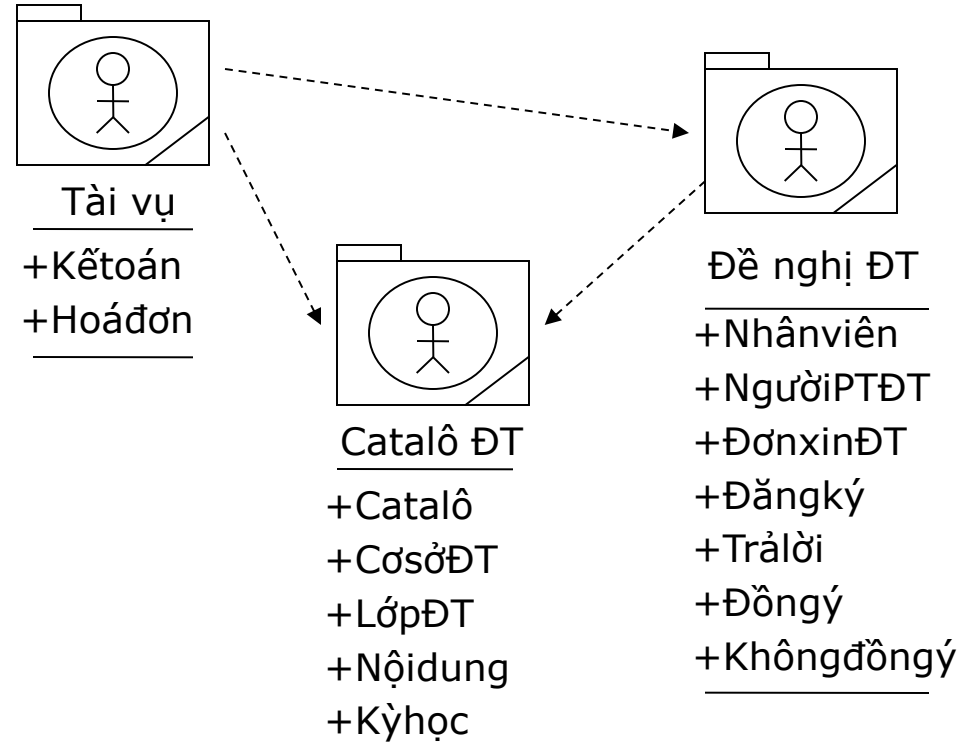 Tài vụ
+Kếtoán
+Hoáđơn
Catalô ĐT
+Catalô
+CơsởĐT
+LớpĐT
+Nộidung
+Kỳhọc
Đề nghị ĐT
+Nhânviên
+NgườiPTĐT
+ĐơnxinĐT
+Đăngký
+Trảlời
+Đồngý
+Khôngđồngý